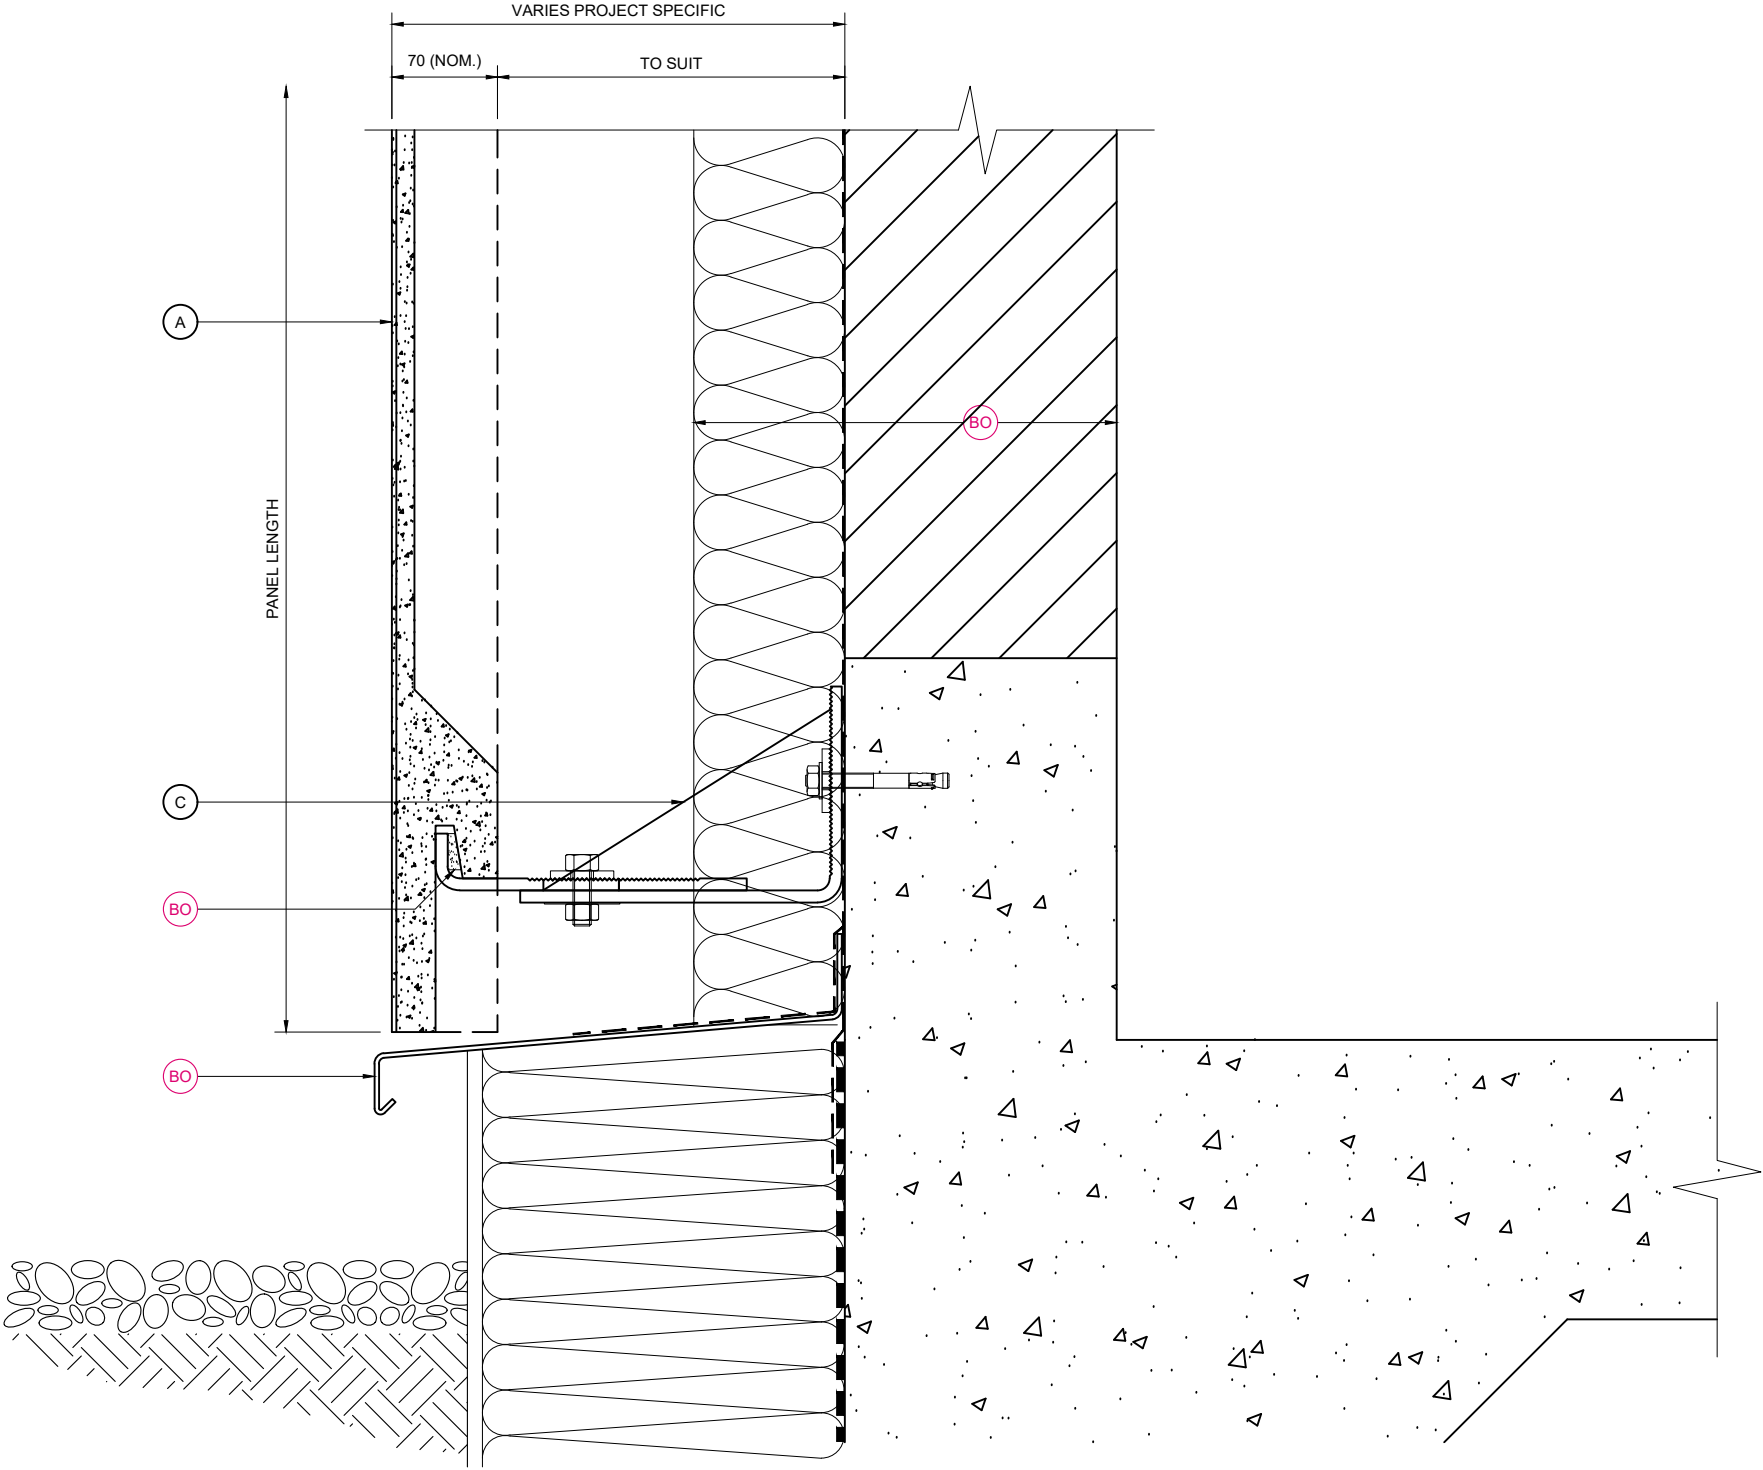 VARIES PROJECT SPECIFIC
70 (NOM.)
TO SUIT
A
BO
PANEL LENGTH
C
BO
BO